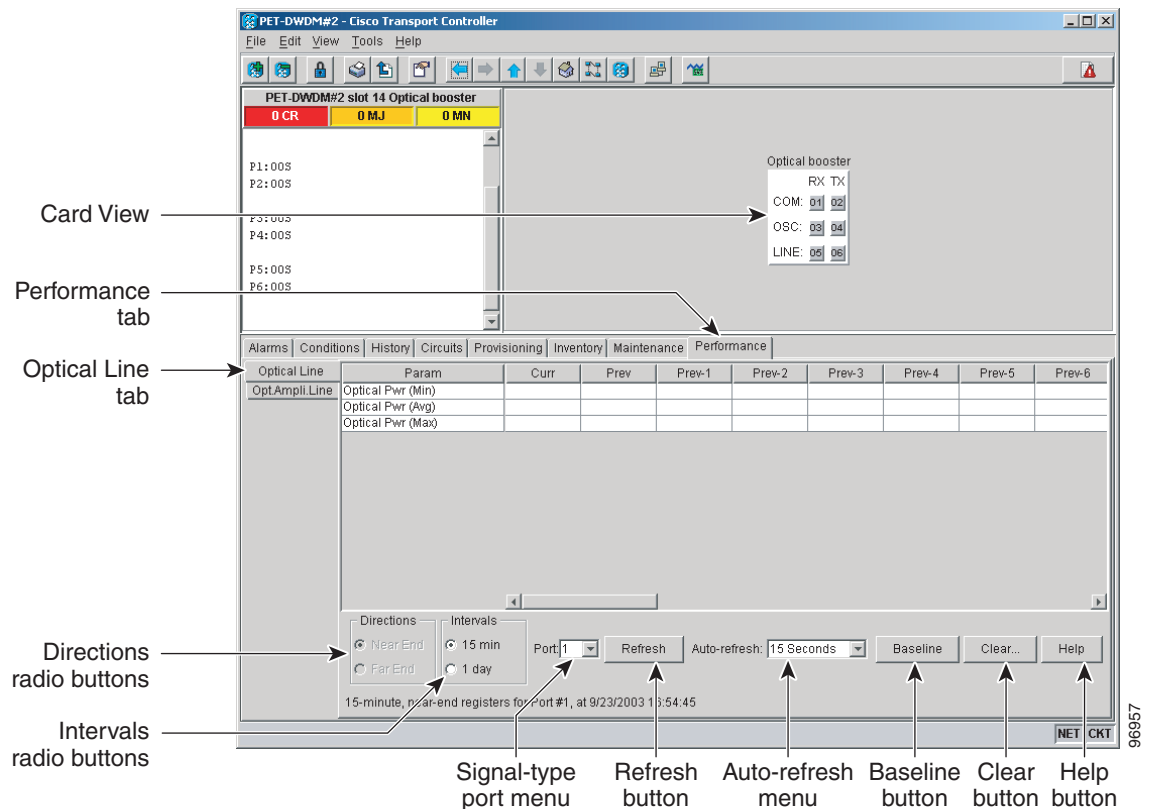 PET-DWDM#2 - Cisco Transport Controller
File Edit View Tools Help
PET-DWDM#2 slot 14 Optical booster
0 CR 0 MJ 0 MN
P1:OOS
P2:OOS
P3:OOS
P4:OOS
P5:OOS
P6:OOS
Optical booster
RX TX
COM: 01 02
OSC: 03 04
LINE: 05 06
Card View
Performance
tab
Optical Line
tab
Alarms Conditions History Circuits Provisioning Inventory Maintenance Performance
Optical Line Param Curr Prev Prev-1 Prev-2 Prev-3 Prev-4 Prev-5 Prev-6
Opt.Ampli.Line Optical Pwr (Min)
Optical Pwr (Avg)
Optical Pwr (Max)
Directions Intervals
Near End 15 min Port: 1 Refresh Auto-refresh: 15 Seconds Baseline Clear... Help
Far End 1 day
15-minute, near-end registers for Port #1, at 9/23/2003 16:54:45
NET CKT
Directions
radio buttons
Intervals
radio buttons
Signal-type
port menu
Refresh
button
Auto-refresh
menu
Baseline
button
Clear
button
Help
button
96957